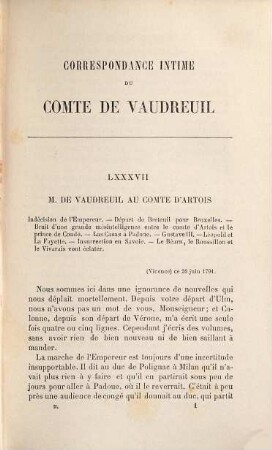 CORRESPONDANCE INTIME
DU
COMTE DE VAUDREUIL
LXXXVII
M. DE VAUDREUIL AU COMTE D'ARTOIS
Indécision de l'Empereur. — Départ de Breteuil pour Bruxelles. —
Bruit d'une grande mésintelligence entre le comte d'Artois et le
prince de Condé. — Las Casas à Padoue. — Gustave III. — Léopold et
La Fayette. — Insurrection en Savoie. — Le Béarn, le Roussillon et
le Vivarais vont éclater.
(Vicence) ce 20 juin 1791.
Nous sommes ici dans une ignorance de nouvelles qui
nous déplaît mortellement. Depuis votre départ d'Ulm,
nous n'avons pas un mot de vous, Monseigneur; et Ca-
lonne, depuis son départ de Vérone, m'a écrit une seule
fois quatre ou cinq lignes. Cependant j'écris des volumes,
sans avoir rien de bien nouveau ni de bien saillant à
mander.
La marche de l'Empereur est toujours d'une incertitude
insupportable. Il dit au duc de Polignac à Milan qu'il n'a-
vait plus rien à y faire et qu'il en partirait sous peu de
jours pour aller à Padoue, où il le reverrait. C'était à peu
près une audience de congé qu'il donnait au duc, qui partit
II. 1